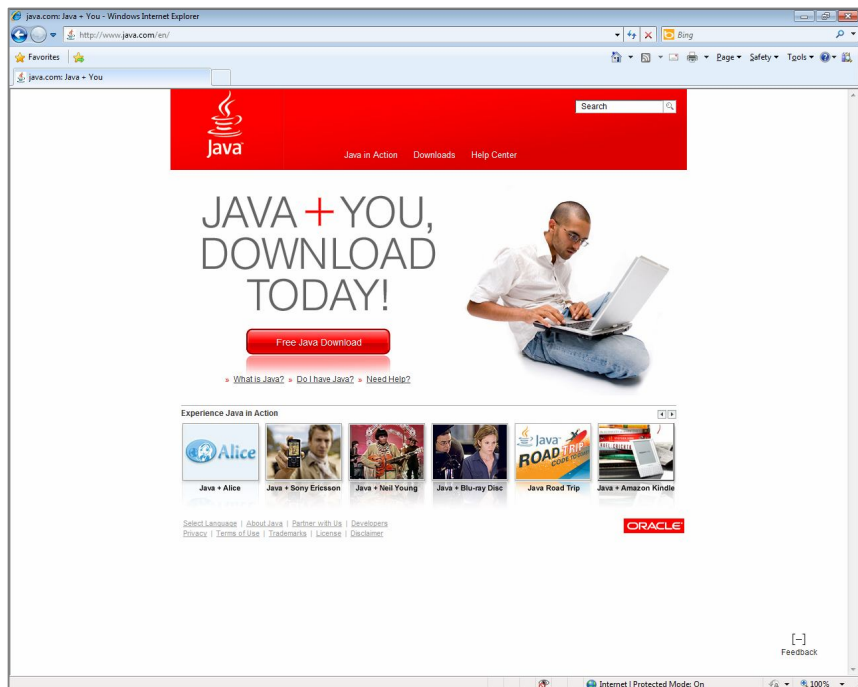 java.com: Java + You - Windows Internet Explorer
http://www.java.com/en/
Bing
Favorites
Page Safety Tools
java.com: Java + You
Java
Search
Java in Action Downloads Help Center
JAVA + YOU,
DOWNLOAD
TODAY!
Free Java Download
» What is Java? » Do I have Java? » Need Help?
Experience Java in Action
Alice
Java
ROAD TRIP
CODE TO COAST
Java + Alice
Java + Sony Ericsson
Java + Neil Young
Java + Blu-ray Disc
Java Road Trip
Java + Amazon Kindle
Select Language | About Java | Partner with Us | Developers
Privacy | Terms of Use | Trademarks | License | Disclaimer
ORACLE
[–]
Feedback
Internet | Protected Mode: On
100%